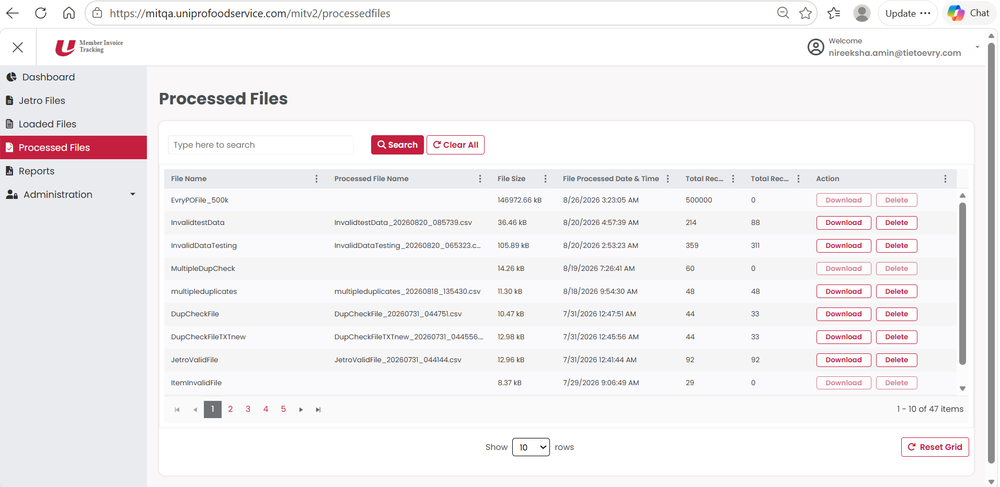 https://mitqa.uniprofoodservice.com/mitv2/processedfiles
Update
Chat
Member Invoice
Tracking
Welcome
nireeksha.amin@tietoevry.com
Dashboard
Jetro Files
Loaded Files
Processed Files
Reports
Administration
Processed Files
Type here to search
Search
Clear All
File Name Processed File Name File Size File Processed Date & Time Total Rec... Total Rec... Action
EvryPOFile_500k 146972.66 kB 8/26/2026 3:23:05 AM 500000 0 Download Delete
InvalidtestData InvalidtestData_20260820_085739.csv 36.46 kB 8/20/2026 4:57:39 AM 214 88 Download Delete
InvalidDataTesting InvalidDataTesting_20260820_065323.c... 105.89 kB 8/20/2026 2:53:23 AM 359 311 Download Delete
MultipleDupCheck 14.26 kB 8/19/2026 7:26:41 AM 60 0 Download Delete
multipleduplicates multipleduplicates_20260818_135430.csv 11.30 kB 8/18/2026 9:54:30 AM 48 48 Download Delete
DupCheckFile DupCheckFile_20260731_044751.csv 10.47 kB 7/31/2026 12:47:51 AM 44 33 Download Delete
DupCheckFileTXTnew DupCheckFileTXTnew_20260731_044556.... 12.98 kB 7/31/2026 12:45:56 AM 44 33 Download Delete
JetroValidFile JetroValidFile_20260731_044144.csv 12.96 kB 7/31/2026 12:41:44 AM 92 92 Download Delete
ItemInvalidFile 8.37 kB 7/29/2026 9:06:49 AM 29 0 Download Delete
1 2 3 4 5
1 - 10 of 47 items
Show 10 rows
Reset Grid